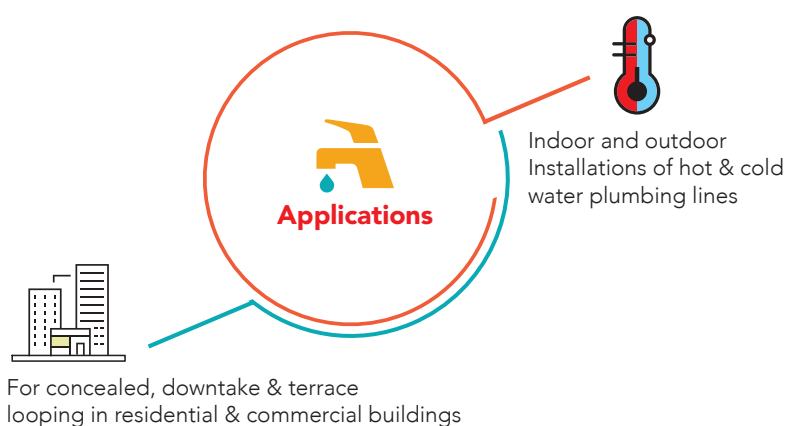 Applications
Indoor and outdoor
Installations of hot & cold
water plumbing lines
For concealed, downtake & terrace
looping in residential & commercial buildings